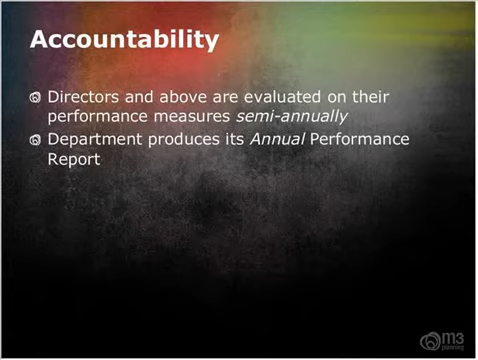 Accountability
Directors and above are evaluated on their
performance measures semi-annually
Department produces its Annual Performance
Report
m3
planning